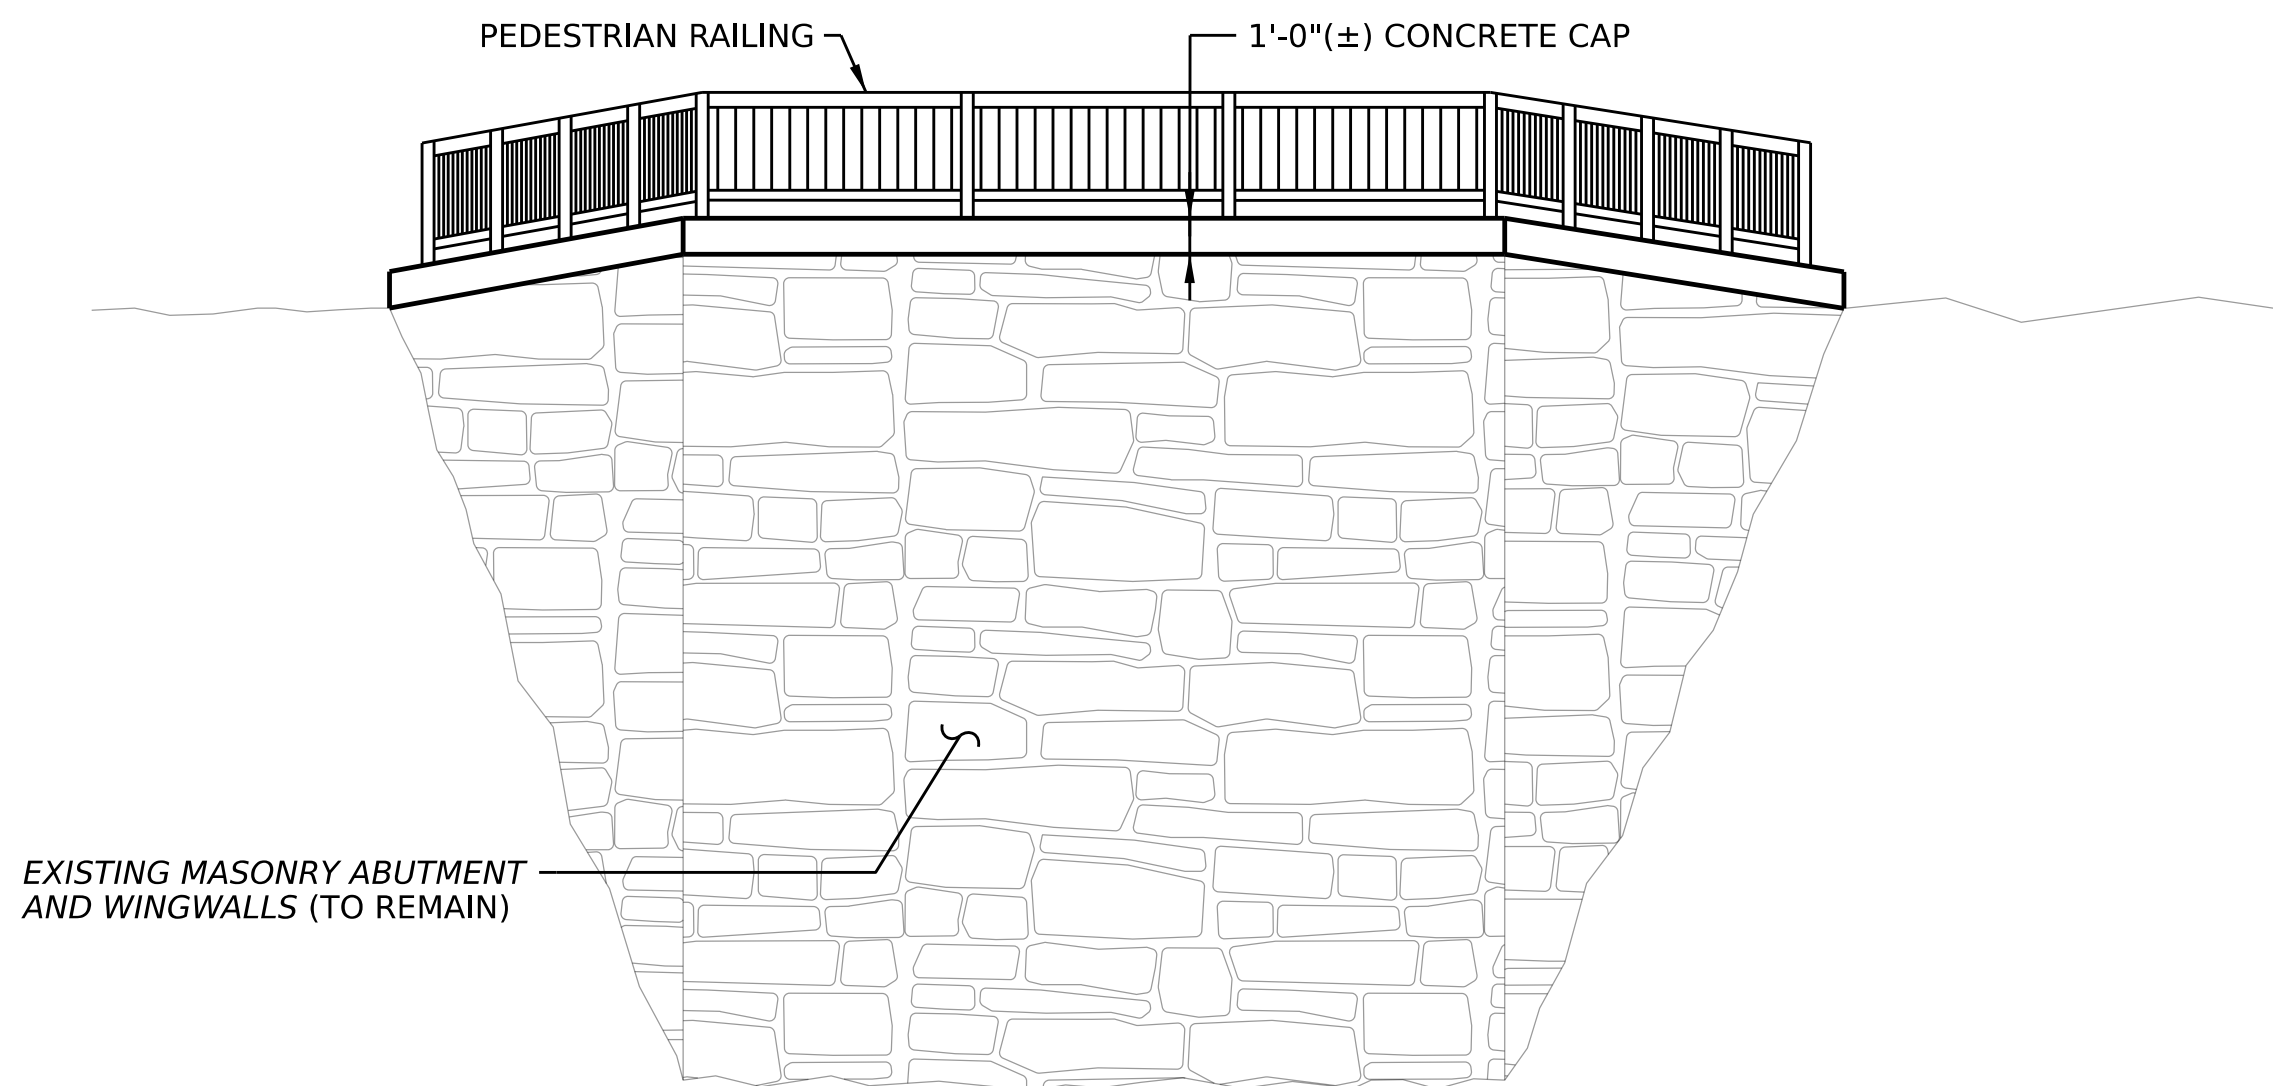 PEDESTRIAN RAILING
1'-0"(±) CONCRETE CAP
EXISTING MASONRY ABUTMENT
AND WINGWALLS (TO REMAIN)